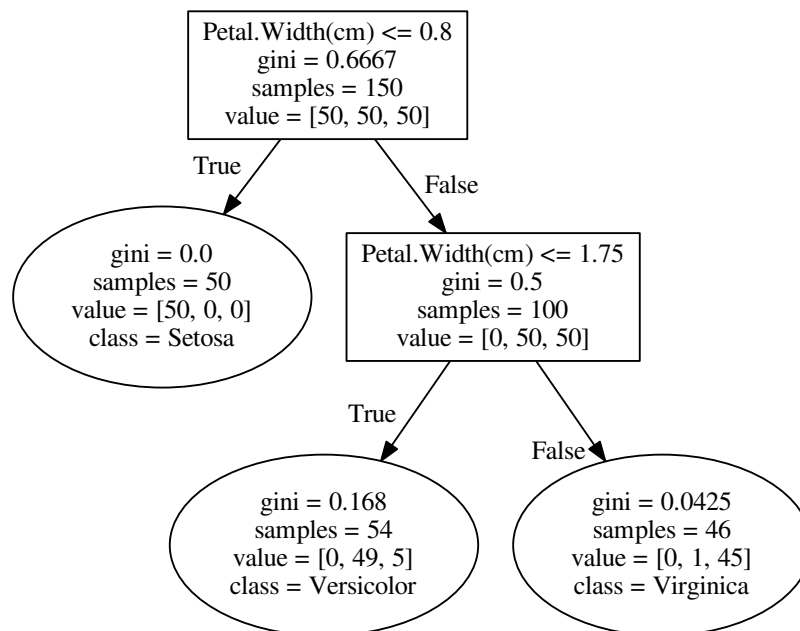 Petal.Width(cm) <= 0.8
gini = 0.6667
samples = 150
value = [50, 50, 50]
True
False
gini = 0.0
samples = 50
value = [50, 0, 0]
class = Setosa
Petal.Width(cm) <= 1.75
gini = 0.5
samples = 100
value = [0, 50, 50]
True
False
gini = 0.168
samples = 54
value = [0, 49, 5]
class = Versicolor
gini = 0.0425
samples = 46
value = [0, 1, 45]
class = Virginica